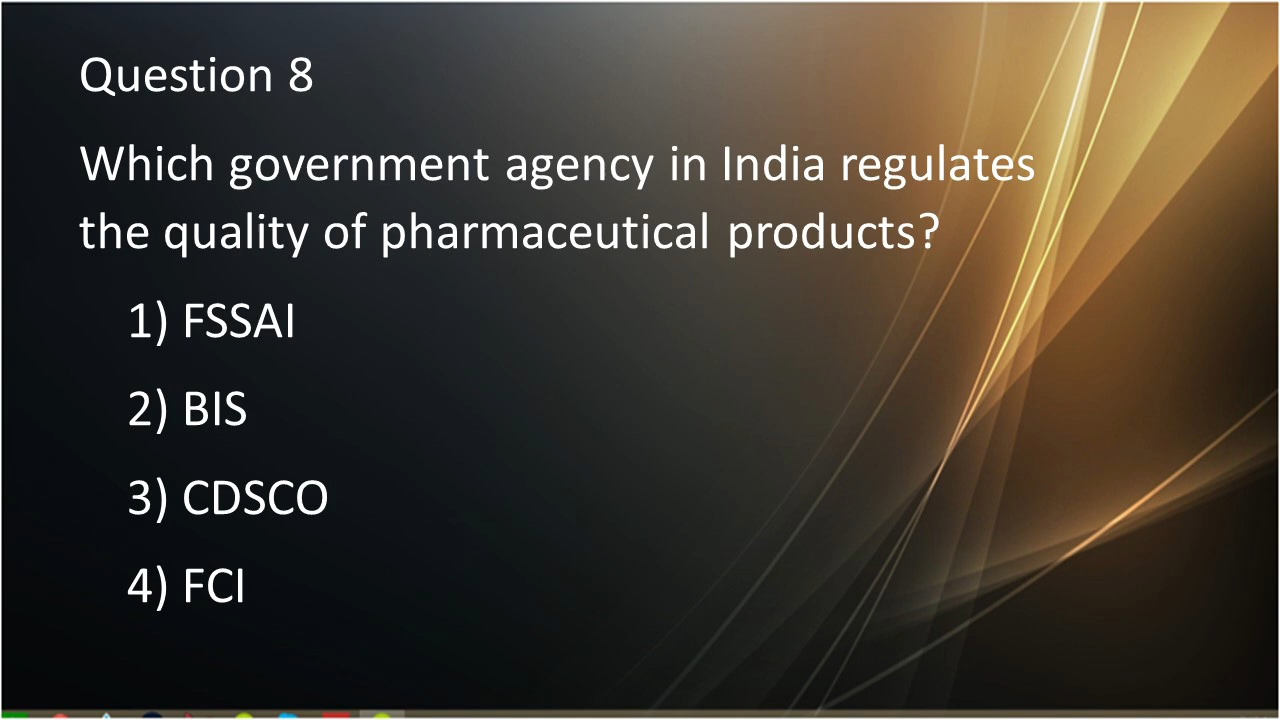 Question 8
Which government agency in India regulates
the quality of pharmaceutical products?
1) FSSAI
2) BIS
3) CDSCO
4) FCI